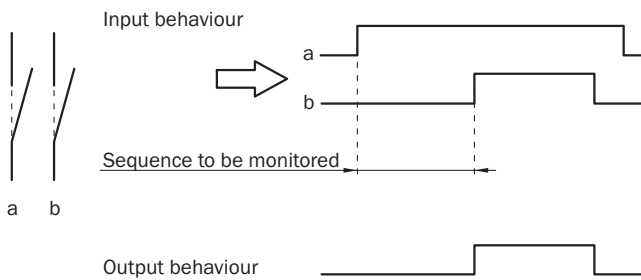 Input behaviour
a
b
Sequence to be monitored
a b
Output behaviour